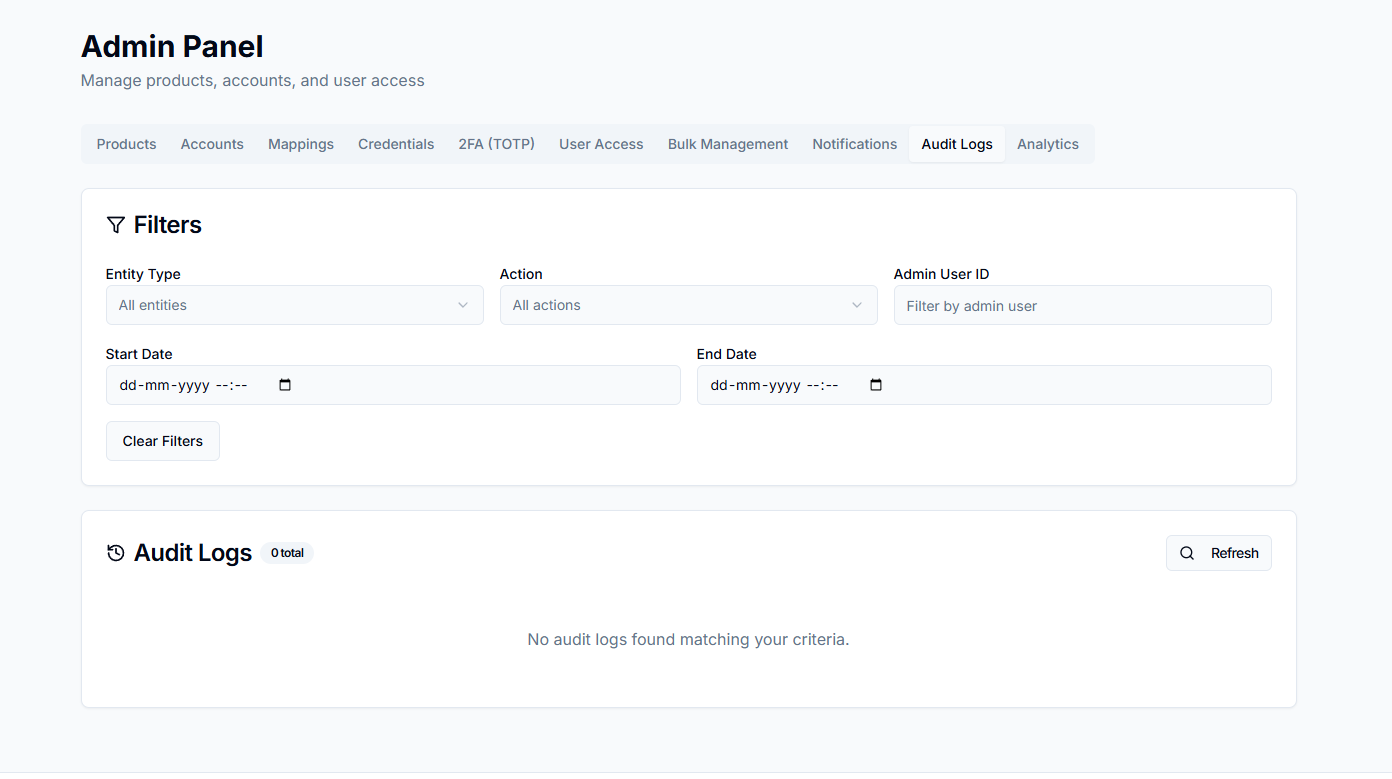 Admin Panel
Manage products, accounts, and user access
Products Accounts Mappings Credentials 2FA (TOTP) User Access Bulk Management Notifications Audit Logs Analytics
Filters
Entity Type Action Admin User ID
All entities All actions Filter by admin user
Start Date End Date
dd-mm-yyyy --:-- dd-mm-yyyy --:--
Clear Filters
Audit Logs 0 total Refresh
No audit logs found matching your criteria.